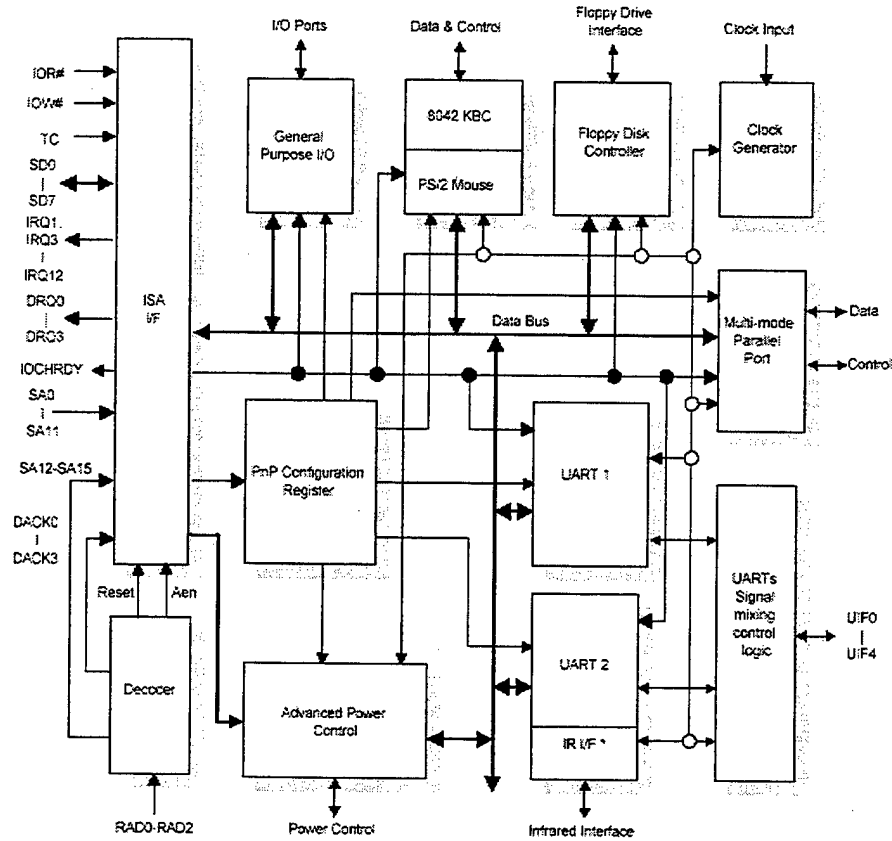 I/O Ports
Data & Control
Floppy Drive
Interface
Clock Input
IOR#
IOW#
TC
SD0
SD7
IRQ1,
IRQ3
IRQ12
DRQ0
DRQ3
IOCHRDY
SA0
SA11
SA12-SA15
DACK0
DACK3
ISA
I/F
General
Purpose I/O
8042 KBC
PS/2 Mouse
Floppy Disk
Controller
Clock
Generator
Data Bus
Multi-mode
Parallel
Port
Data
Control
PnP Configuration
Register
UART 1
Reset
Aen
Decoder
Advanced Power
Control
UART 2
IR I/F *
UARTs
Signal
mixing
control
logic
UIF0
UIF4
RAD0-RAD2
Power Control
Infrared Interface